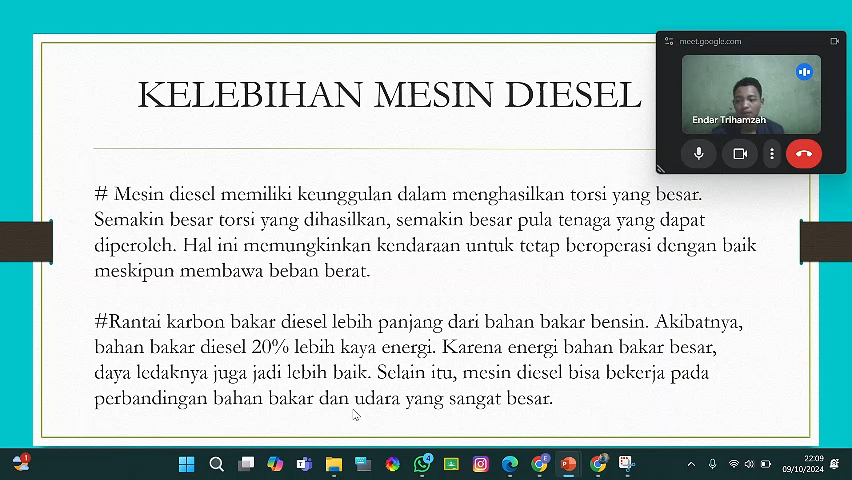 KELEBIHAN MESIN DIESEL
meet.google.com
Endar Trihamzah
# Mesin diesel memiliki keunggulan dalam menghasilkan torsi yang besar.
Semakin besar torsi yang dihasilkan, semakin besar pula tenaga yang dapat
diperoleh. Hal ini memungkinkan kendaraan untuk tetap beroperasi dengan baik
meskipun membawa beban berat.
#Rantai karbon bakar diesel lebih panjang dari bahan bakar bensin. Akibatnya,
bahan bakar diesel 20% lebih kaya energi. Karena energi bahan bakar besar,
daya ledaknya juga jadi lebih baik. Selain itu, mesin diesel bisa bekerja pada
perbandingan bahan bakar dan udara yang sangat besar.
1
4
E
22:09
09/10/2024